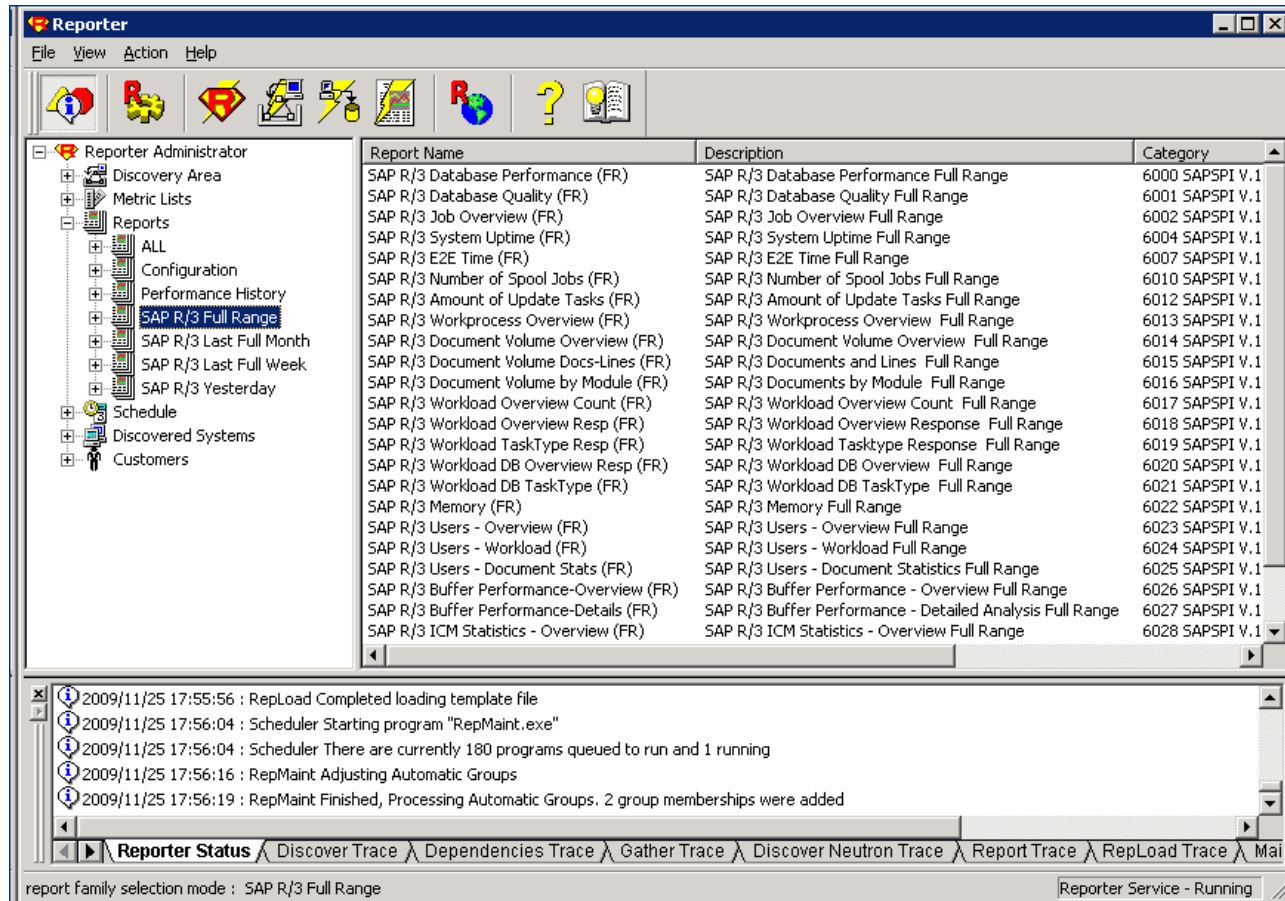 Reporter
File View Action Help
Reporter Administrator
Discovery Area
Metric Lists
Reports
ALL
Configuration
Performance History
SAP R/3 Full Range
SAP R/3 Last Full Month
SAP R/3 Last Full Week
SAP R/3 Yesterday
Schedule
Discovered Systems
Customers
Report Name Description Category
SAP R/3 Database Performance (FR) SAP R/3 Database Performance Full Range 6000 SAPSPI V.1
SAP R/3 Database Quality (FR) SAP R/3 Database Quality Full Range 6001 SAPSPI V.1
SAP R/3 Job Overview (FR) SAP R/3 Job Overview Full Range 6002 SAPSPI V.1
SAP R/3 System Uptime (FR) SAP R/3 System Uptime Full Range 6004 SAPSPI V.1
SAP R/3 E2E Time (FR) SAP R/3 E2E Time Full Range 6007 SAPSPI V.1
SAP R/3 Number of Spool Jobs (FR) SAP R/3 Number of Spool Jobs Full Range 6010 SAPSPI V.1
SAP R/3 Amount of Update Tasks (FR) SAP R/3 Amount of Update Tasks Full Range 6012 SAPSPI V.1
SAP R/3 Workprocess Overview (FR) SAP R/3 Workprocess Overview Full Range 6013 SAPSPI V.1
SAP R/3 Document Volume Overview (FR) SAP R/3 Document Volume Overview Full Range 6014 SAPSPI V.1
SAP R/3 Document Volume Docs-Lines (FR) SAP R/3 Documents and Lines Full Range 6015 SAPSPI V.1
SAP R/3 Document Volume by Module (FR) SAP R/3 Documents by Module Full Range 6016 SAPSPI V.1
SAP R/3 Workload Overview Count (FR) SAP R/3 Workload Overview Count Full Range 6017 SAPSPI V.1
SAP R/3 Workload Overview Resp (FR) SAP R/3 Workload Overview Response Full Range 6018 SAPSPI V.1
SAP R/3 Workload TaskType Resp (FR) SAP R/3 Workload Tasktype Response Full Range 6019 SAPSPI V.1
SAP R/3 Workload DB Overview Resp (FR) SAP R/3 Workload DB Overview Full Range 6020 SAPSPI V.1
SAP R/3 Workload DB TaskType (FR) SAP R/3 Workload DB TaskType Full Range 6021 SAPSPI V.1
SAP R/3 Memory (FR) SAP R/3 Memory Full Range 6022 SAPSPI V.1
SAP R/3 Users - Overview (FR) SAP R/3 Users - Overview Full Range 6023 SAPSPI V.1
SAP R/3 Users - Workload (FR) SAP R/3 Users - Workload Full Range 6024 SAPSPI V.1
SAP R/3 Users - Document Stats (FR) SAP R/3 Users - Document Statistics Full Range 6025 SAPSPI V.1
SAP R/3 Buffer Performance-Overview (FR) SAP R/3 Buffer Performance - Overview Full Range 6026 SAPSPI V.1
SAP R/3 Buffer Performance-Details (FR) SAP R/3 Buffer Performance - Detailed Analysis Full Range 6027 SAPSPI V.1
SAP R/3 ICM Statistics - Overview (FR) SAP R/3 ICM Statistics - Overview Full Range 6028 SAPSPI V.1
2009/11/25 17:55:56 : RepLoad Completed loading template file
2009/11/25 17:56:04 : Scheduler Starting program "RepMaint.exe"
2009/11/25 17:56:04 : Scheduler There are currently 180 programs queued to run and 1 running
2009/11/25 17:56:16 : RepMaint Adjusting Automatic Groups
2009/11/25 17:56:19 : RepMaint Finished, Processing Automatic Groups. 2 group memberships were added
Reporter Status Discover Trace Dependencies Trace Gather Trace Discover Neutron Trace Report Trace RepLoad Trace Mai
report family selection mode : SAP R/3 Full Range Reporter Service - Running